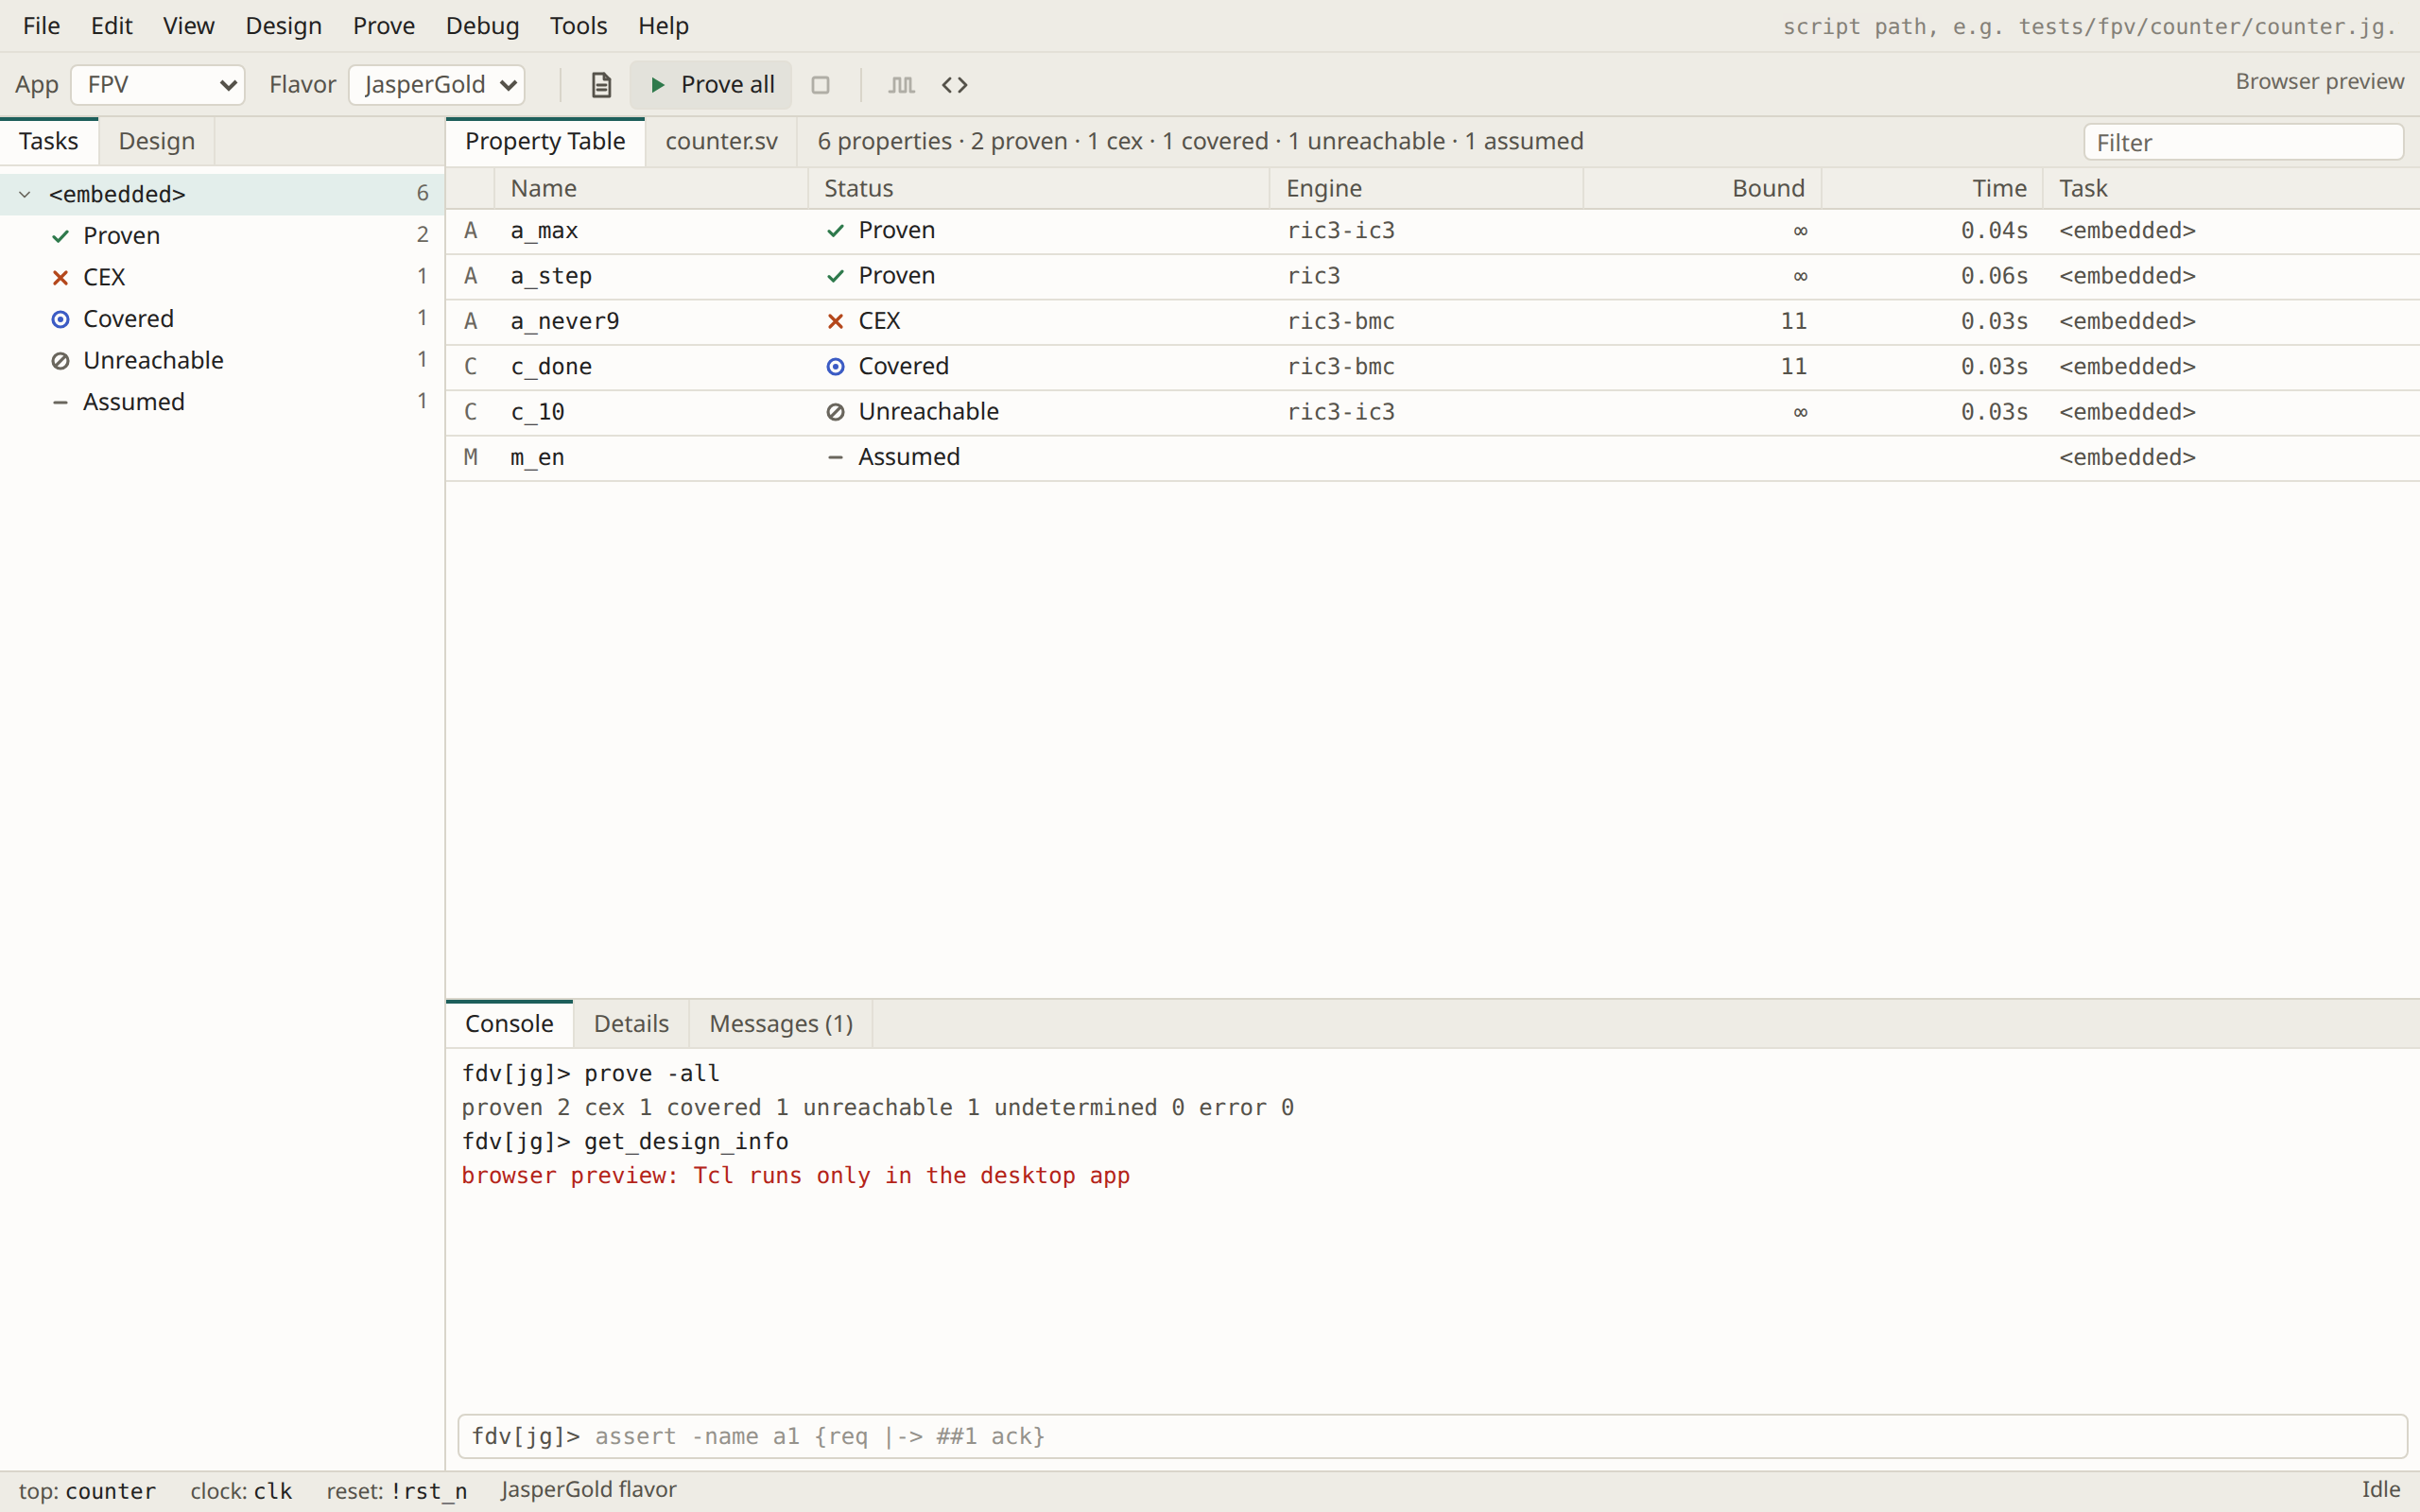 File Edit View Design Prove Debug Tools Help script path, e.g. tests/fpv/counter/counter.jg.
App FPV Flavor JasperGold Prove all Browser preview
Tasks Design
<embedded> 6
Proven 2
CEX 1
Covered 1
Unreachable 1
Assumed 1
Property Table counter.sv 6 properties · 2 proven · 1 cex · 1 covered · 1 unreachable · 1 assumed Filter
Name Status Engine Bound Time Task
A a_max Proven ric3-ic3 ∞ 0.04s <embedded>
A a_step Proven ric3 ∞ 0.06s <embedded>
A a_never9 CEX ric3-bmc 11 0.03s <embedded>
C c_done Covered ric3-bmc 11 0.03s <embedded>
C c_10 Unreachable ric3-ic3 ∞ 0.03s <embedded>
M m_en Assumed <embedded>
Console Details Messages (1)
fdv[jg]> prove -all
proven 2 cex 1 covered 1 unreachable 1 undetermined 0 error 0
fdv[jg]> get_design_info
browser preview: Tcl runs only in the desktop app
fdv[jg]> assert -name a1 {req |-> ##1 ack}
top: counter clock: clk reset: !rst_n JasperGold flavor Idle